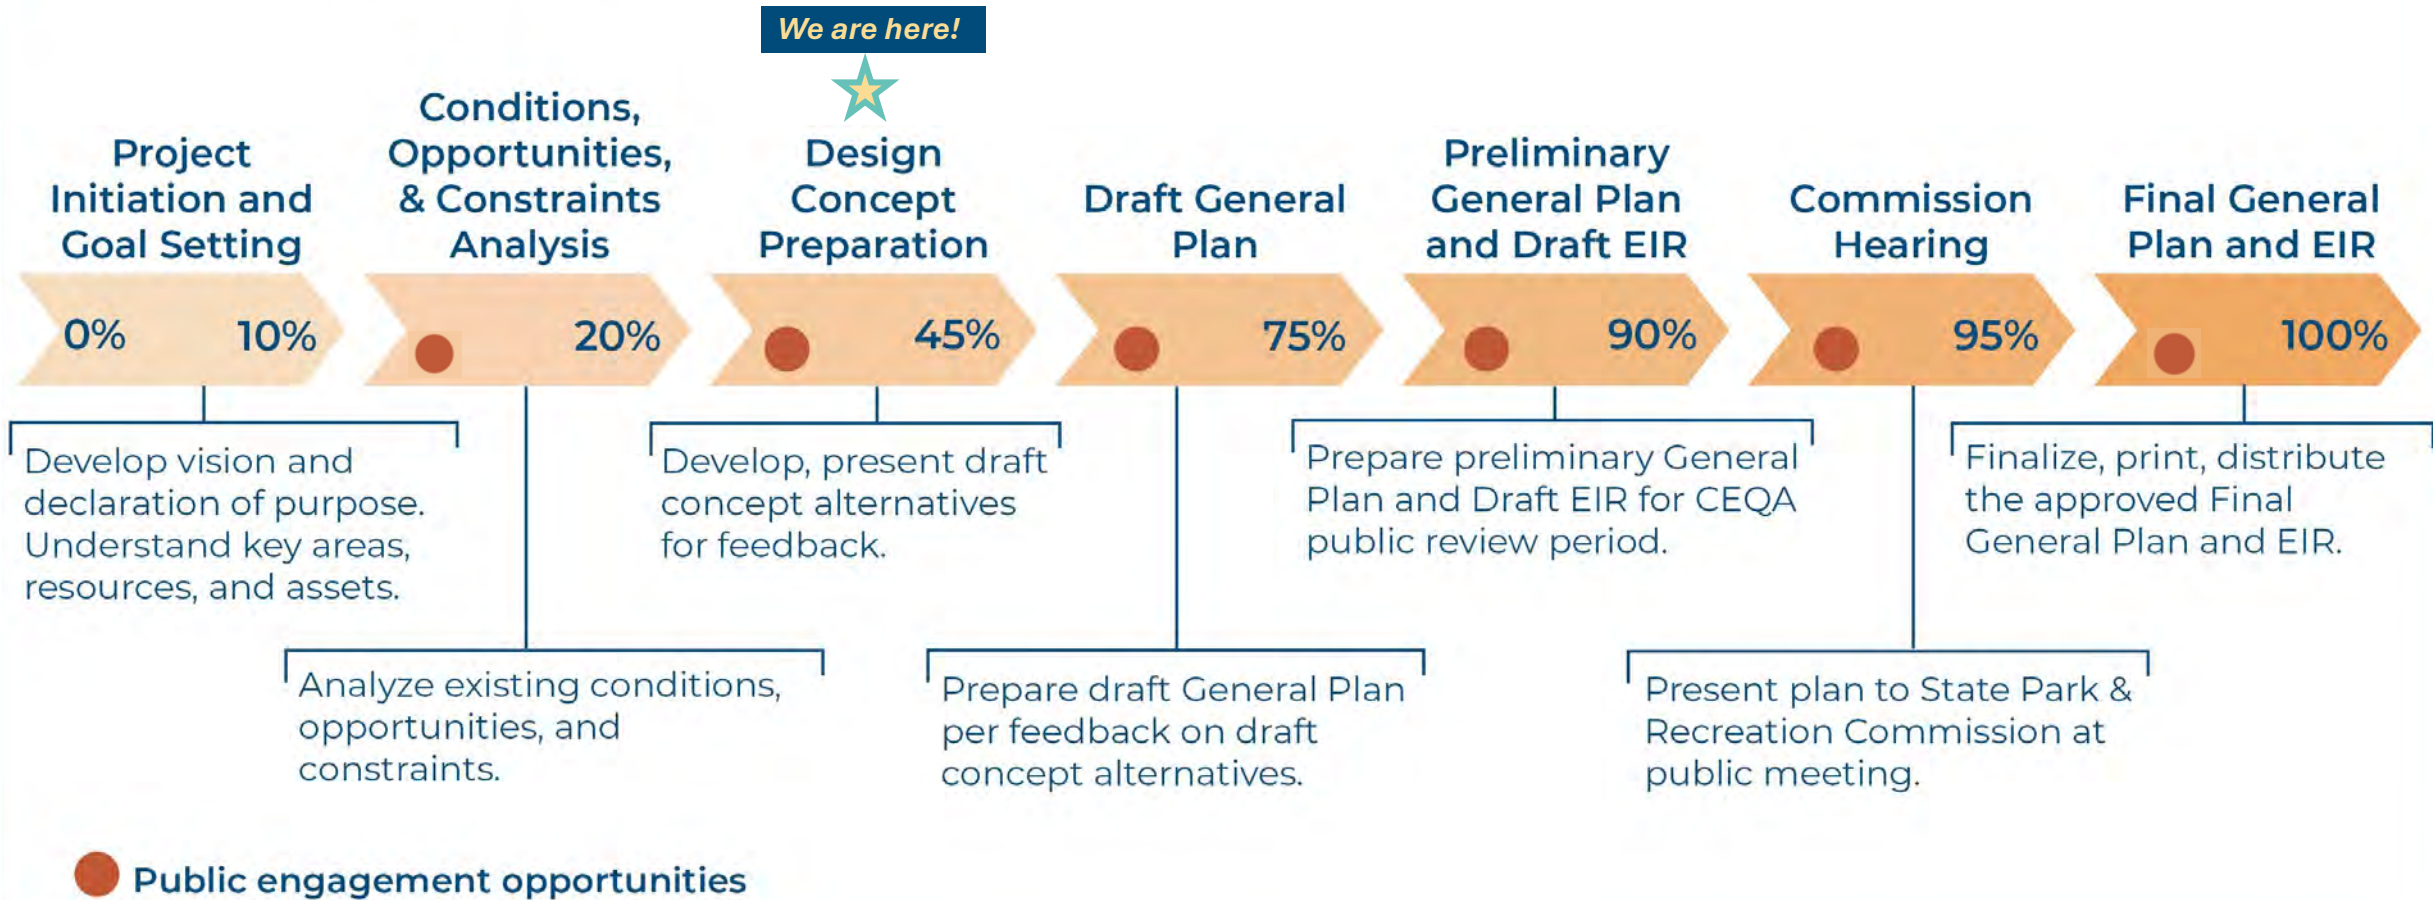 We are here!
Project
Initiation and
Goal Setting
Conditions,
Opportunities,
& Constraints
Analysis
Design
Concept
Preparation
Draft General
Plan
Preliminary
General Plan
and Draft EIR
Commission
Hearing
Final General
Plan and EIR
0% 10%
20%
45%
75%
90%
95%
100%
Develop vision and
declaration of purpose.
Understand key areas,
resources, and assets.
Analyze existing conditions,
opportunities, and
constraints.
Develop, present draft
concept alternatives
for feedback.
Prepare draft General Plan
per feedback on draft
concept alternatives.
Prepare preliminary General
Plan and Draft EIR for CEQA
public review period.
Present plan to State Park &
Recreation Commission at
public meeting.
Finalize, print, distribute
the approved Final
General Plan and EIR.
Public engagement opportunities